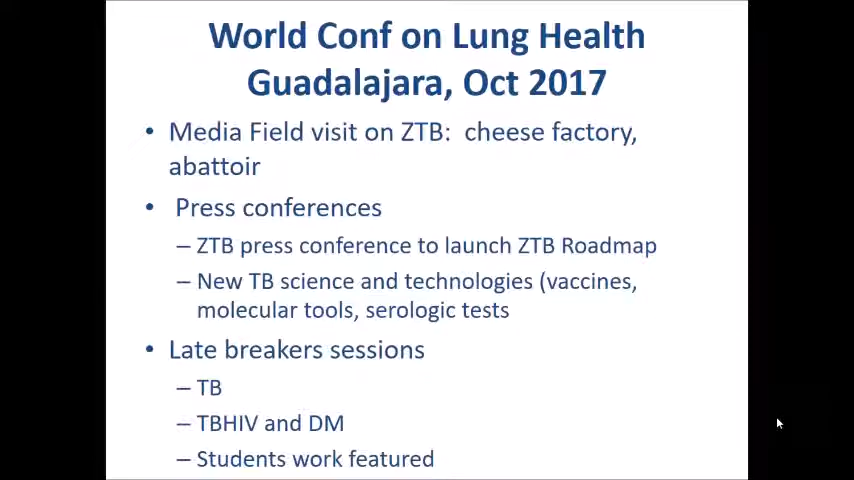 World Conf on Lung Health
Guadalajara, Oct 2017
• Media Field visit on ZTB: cheese factory,
abattoir
• Press conferences
– ZTB press conference to launch ZTB Roadmap
– New TB science and technologies (vaccines,
molecular tools, serologic tests
• Late breakers sessions
– TB
– TBHIV and DM
– Students work featured